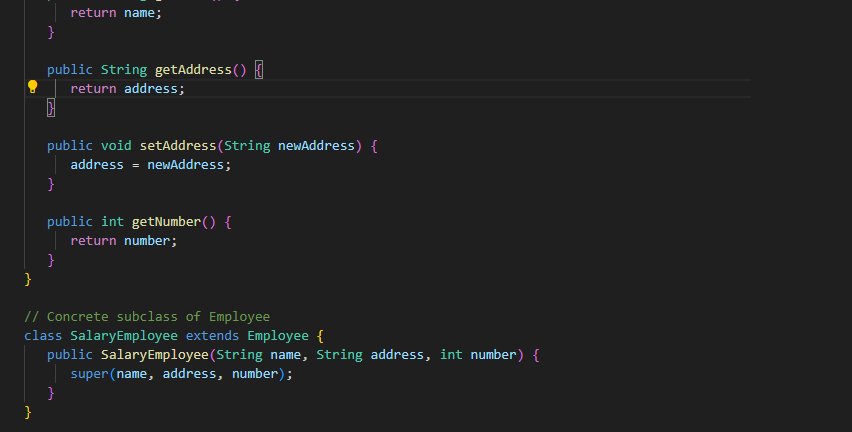 return name;
}
public String getAddress() {
return address;
}
public void setAddress(String newAddress) {
address = newAddress;
}
public int getNumber() {
return number;
}
}
// Concrete subclass of Employee
class SalaryEmployee extends Employee {
public SalaryEmployee(String name, String address, int number) {
super(name, address, number);
}
}